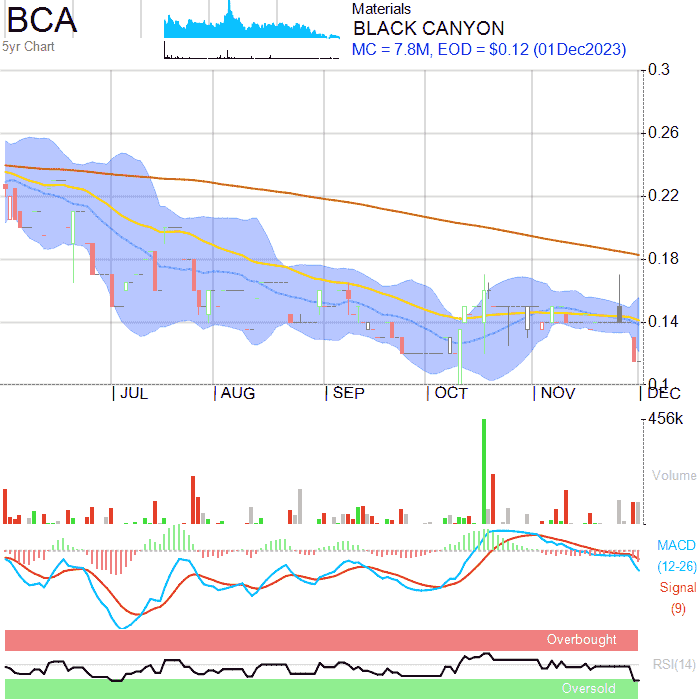 BCA
5yr Chart
Materials
BLACK CANYON
MC = 7.8M, EOD = $0.12 (01Dec2023)
0.3
0.26
0.22
0.18
0.14
0.1
JUL
AUG
SEP
OCT
NOV
DEC
456k
Volume
MACD
(12-26)
Signal
(9)
Overbought
RSI(14)
Oversold